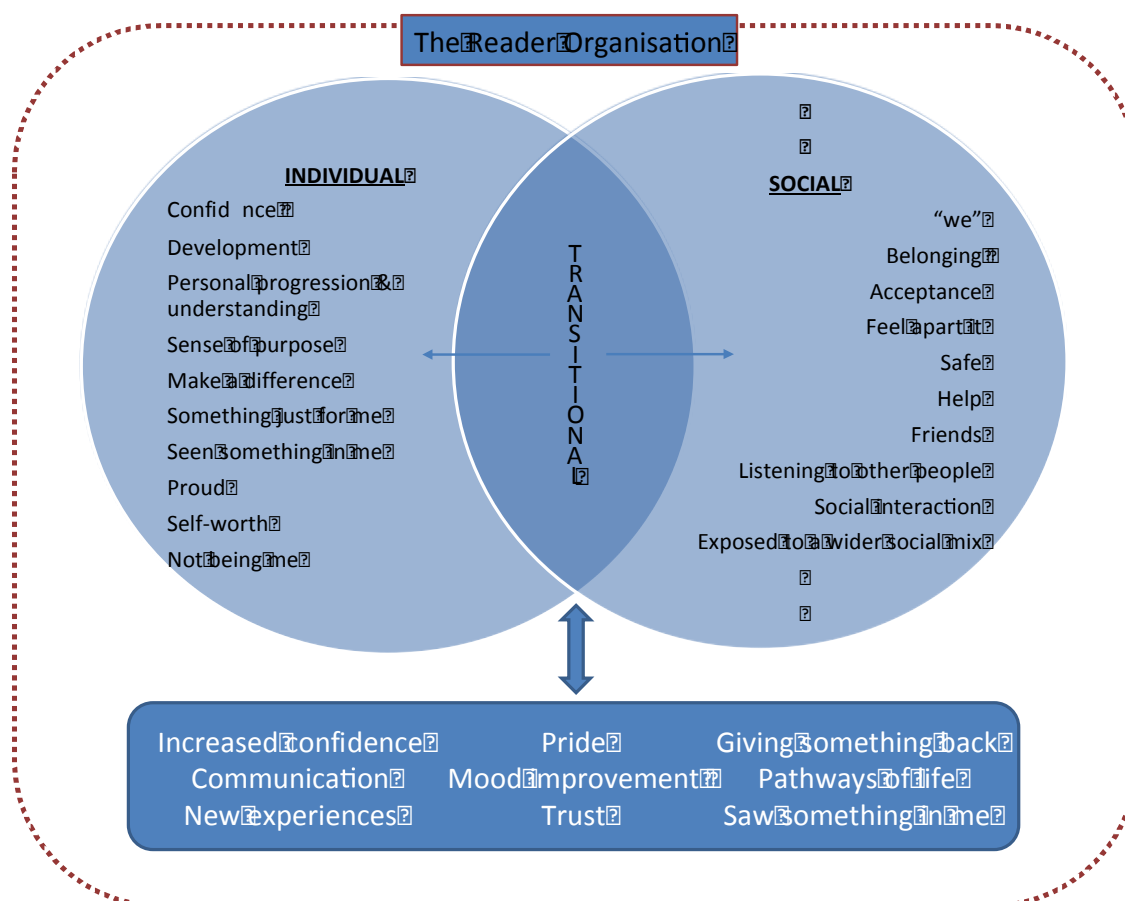 The Reader Organisation
INDIVIDUAL
Confid nce
Development
Personal progression &
understanding
Sense of purpose
Make a difference
Something just for me
Seen something in me
Proud
Self-worth
Not being me
TRANSITIONAL
SOCIAL
“we”
Belonging
Acceptance
Feel apart it
Safe
Help
Friends
Listening to other people
Social interaction
Exposed to a wider social mix
Increased confidence
Communication
New experiences
Pride
Mood improvement
Trust
Giving something back
Pathways of life
Saw something in me